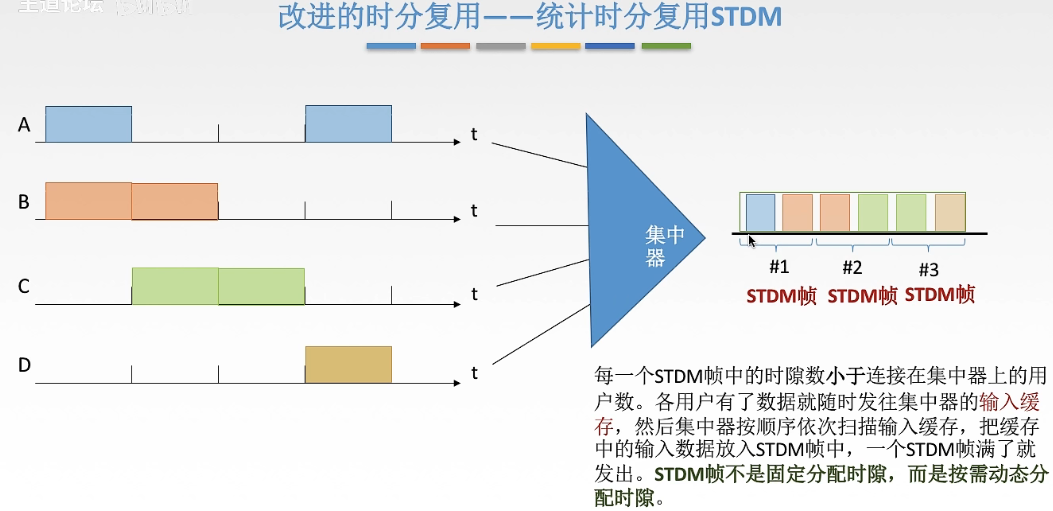 王道论坛
改进的时分复用——统计时分复用STDM
A
t
B
t
C
t
D
t
集中
器
#1
#2
#3
STDM帧
STDM帧
STDM帧
每一个STDM帧中的时隙数小于连接在集中器上的用
户数。各用户有了数据就随时发往集中器的输入缓
存，然后集中器按顺序依次扫描输入缓存，把缓存
中的输入数据放入STDM帧中，一个STDM帧满了就
发出。STDM帧不是固定分配时隙，而是按需动态分
配时隙。